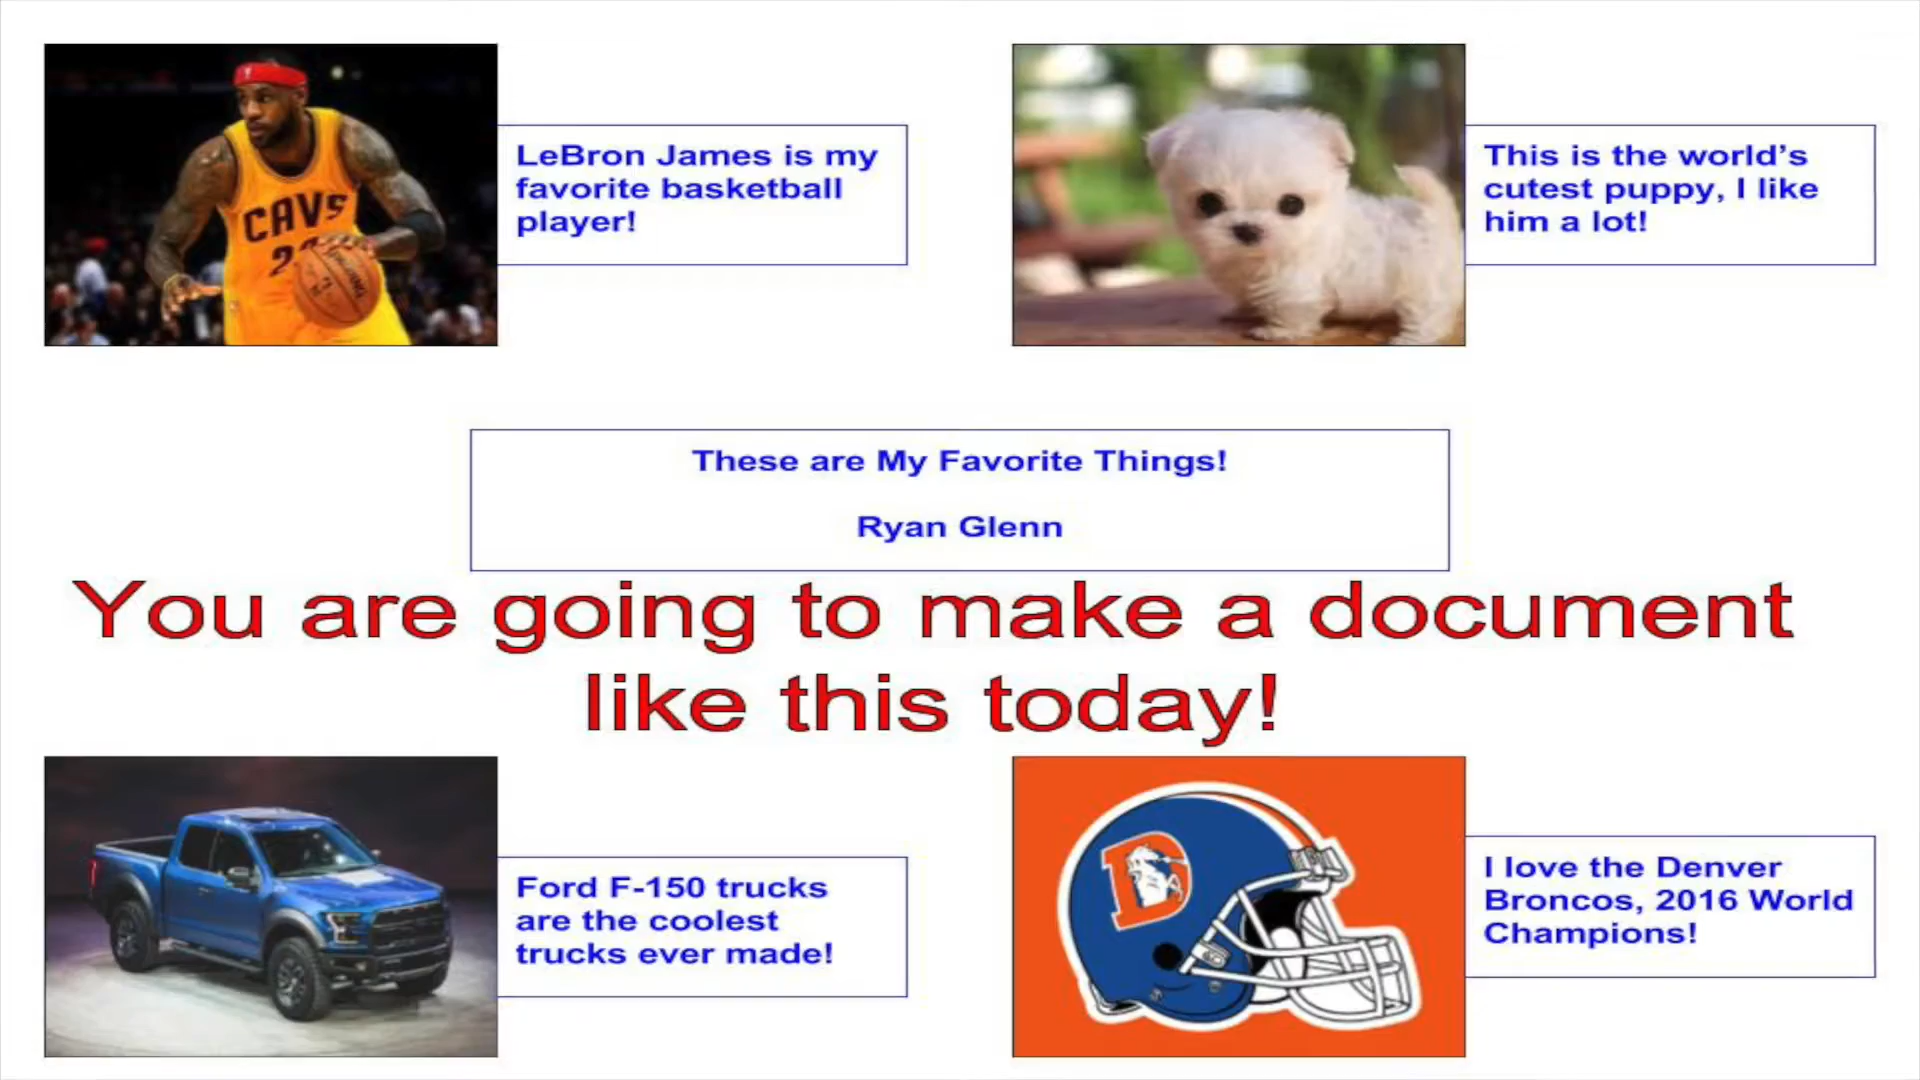 LeBron James is my
favorite basketball
player!
This is the world's
cutest puppy, I like
him a lot!
CAVS
SPALDING
These are My Favorite Things!
Ryan Glenn
You are going to make a document
like this today!
Ford F-150 trucks
are the coolest
trucks ever made!
D
I love the Denver
Broncos, 2016 World
Champions!